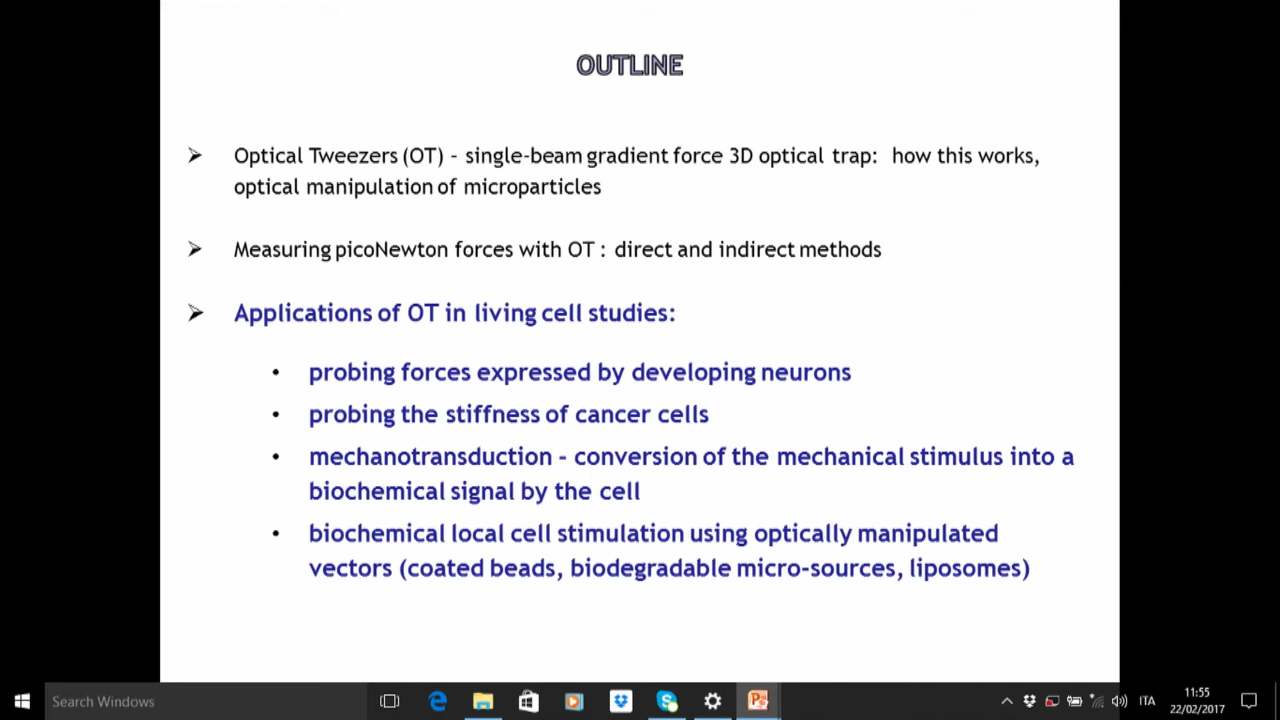 OUTLINE
Optical Tweezers (OT) - single-beam gradient force 3D optical trap: how this works,
optical manipulation of microparticles
Measuring picoNewton forces with OT : direct and indirect methods
Applications of OT in living cell studies:
probing forces expressed by developing neurons
probing the stiffness of cancer cells
mechanotransduction - conversion of the mechanical stimulus into a
biochemical signal by the cell
biochemical local cell stimulation using optically manipulated
vectors (coated beads, biodegradable micro-sources, liposomes)
Search Windows
ITA
11:55
22/02/2017